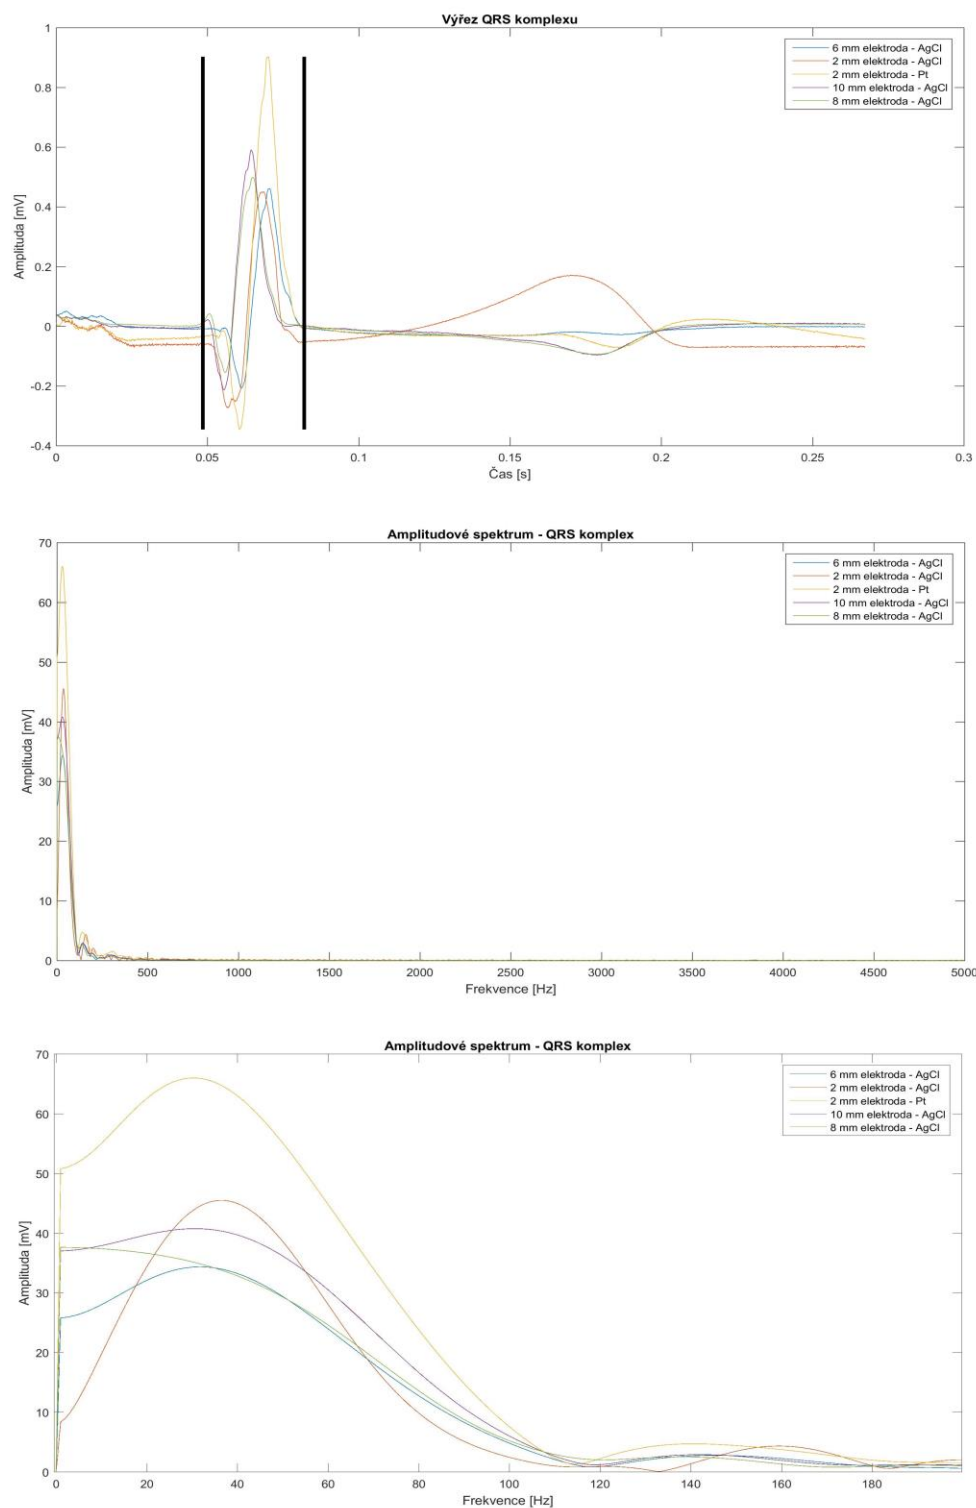 Výřez QRS komplexu
6 mm elektroda - AgCl
2 mm elektroda - AgCl
2 mm elektroda - Pt
10 mm elektroda - AgCl
8 mm elektroda - AgCl
Amplituda [mV]
1
0.8
0.6
0.4
0.2
0
-0.2
-0.4
0 0.05 0.1 0.15 0.2 0.25 0.3
Čas [s]
Amplitudové spektrum - QRS komplex
6 mm elektroda - AgCl
2 mm elektroda - AgCl
2 mm elektroda - Pt
10 mm elektroda - AgCl
8 mm elektroda - AgCl
Amplituda [mV]
70
60
50
40
30
20
10
0
0 500 1000 1500 2000 2500 3000 3500 4000 4500 5000
Frekvence [Hz]
Amplitudové spektrum - QRS komplex
6 mm elektroda - AgCl
2 mm elektroda - AgCl
2 mm elektroda - Pt
10 mm elektroda - AgCl
8 mm elektroda - AgCl
Amplituda [mV]
70
60
50
40
30
20
10
0
0 20 40 60 80 100 120 140 160 180
Frekvence [Hz]